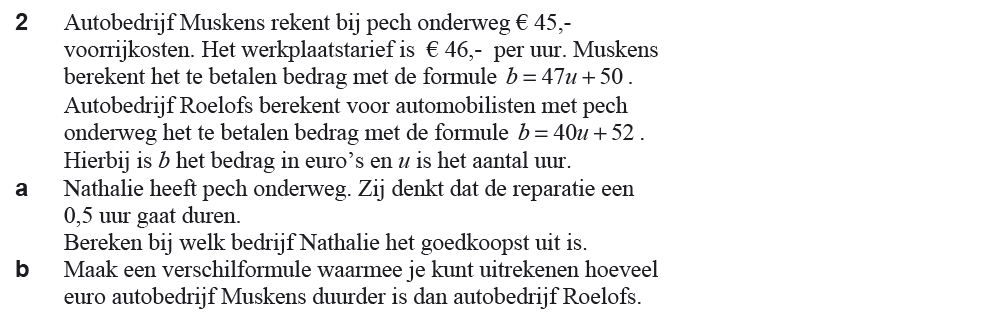 2 Autobedrijf Muskens rekent bij pech onderweg € 45,-
voorrijkosten. Het werkplaatstarief is € 46,- per uur. Muskens
berekent het te betalen bedrag met de formule b = 47u + 50 .
Autobedrijf Roelofs berekent voor automobilisten met pech
onderweg het te betalen bedrag met de formule b = 40u + 52 .
Hierbij is b het bedrag in euro’s en u is het aantal uur.
a Nathalie heeft pech onderweg. Zij denkt dat de reparatie een
0,5 uur gaat duren.
Bereken bij welk bedrijf Nathalie het goedkoopst uit is.
b Maak een verschilformule waarmee je kunt uitrekenen hoeveel
euro autobedrijf Muskens duurder is dan autobedrijf Roelofs.